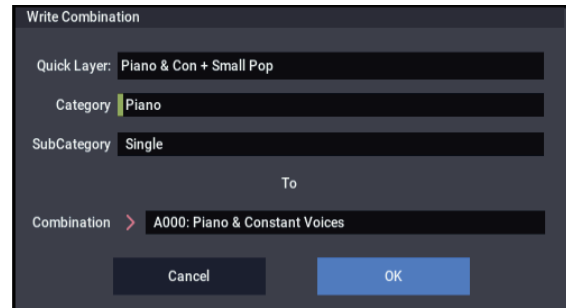 Write Combination
Quick Layer: Piano & Con + Small Pop
Category Piano
SubCategory Single
To
Combination > A000: Piano & Constant Voices
Cancel OK